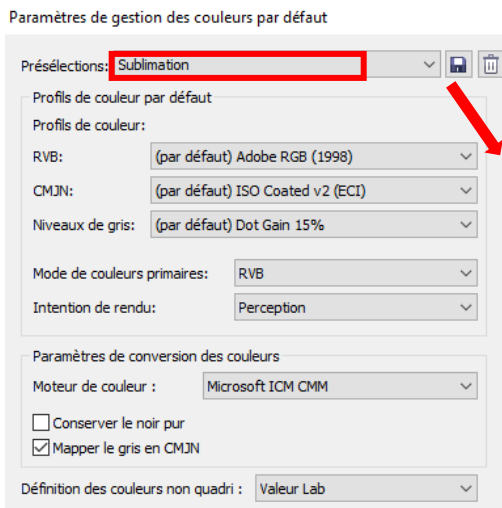 Paramètres de gestion des couleurs par défaut
Présélections: Sublimation
Profils de couleur par défaut
Profils de couleur:
RVB: (par défaut) Adobe RGB (1998)
CMJN: (par défaut) ISO Coated v2 (ECI)
Niveaux de gris: (par défaut) Dot Gain 15%
Mode de couleurs primaires: RVB
Intention de rendu: Perception
Paramètres de conversion des couleurs
Moteur de couleur : Microsoft ICM CMM
Conserver le noir pur
Mapper le gris en CMJN
Définition des couleurs non quadri : Valeur Lab